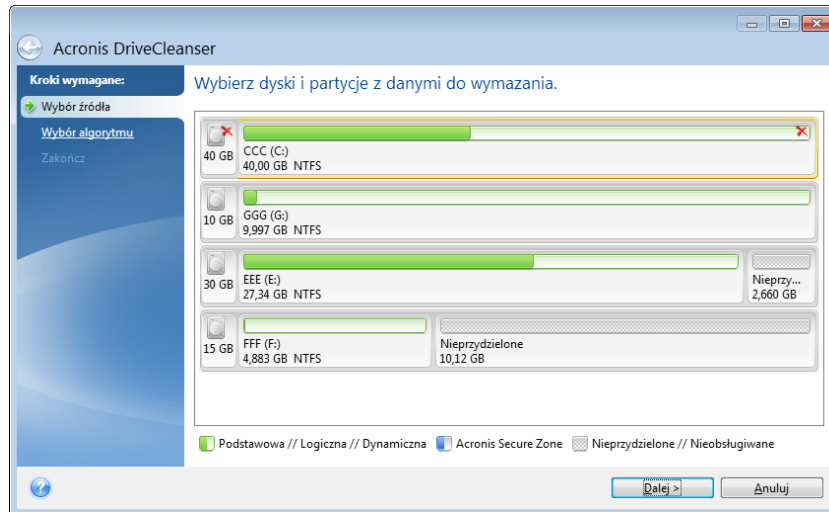 Acronis DriveCleanser
Kroki wymagane:
Wybór źródła
Wybór algorytmu
Zakończ
Wybierz dyski i partycje z danymi do wymazania.
40 GB
CCC (C:)
40,00 GB NTFS
10 GB
GGG (G:)
9,997 GB NTFS
30 GB
EEE (E:)
27,34 GB NTFS
Nieprzy...
2,660 GB
15 GB
FFF (F:)
4,883 GB NTFS
Nieprzydzielone
10,12 GB
Podstawowa // Logiczna // Dynamiczna
Acronis Secure Zone
Nieprzydzielone // Nieobsługiwane
Dalej >
Anuluj